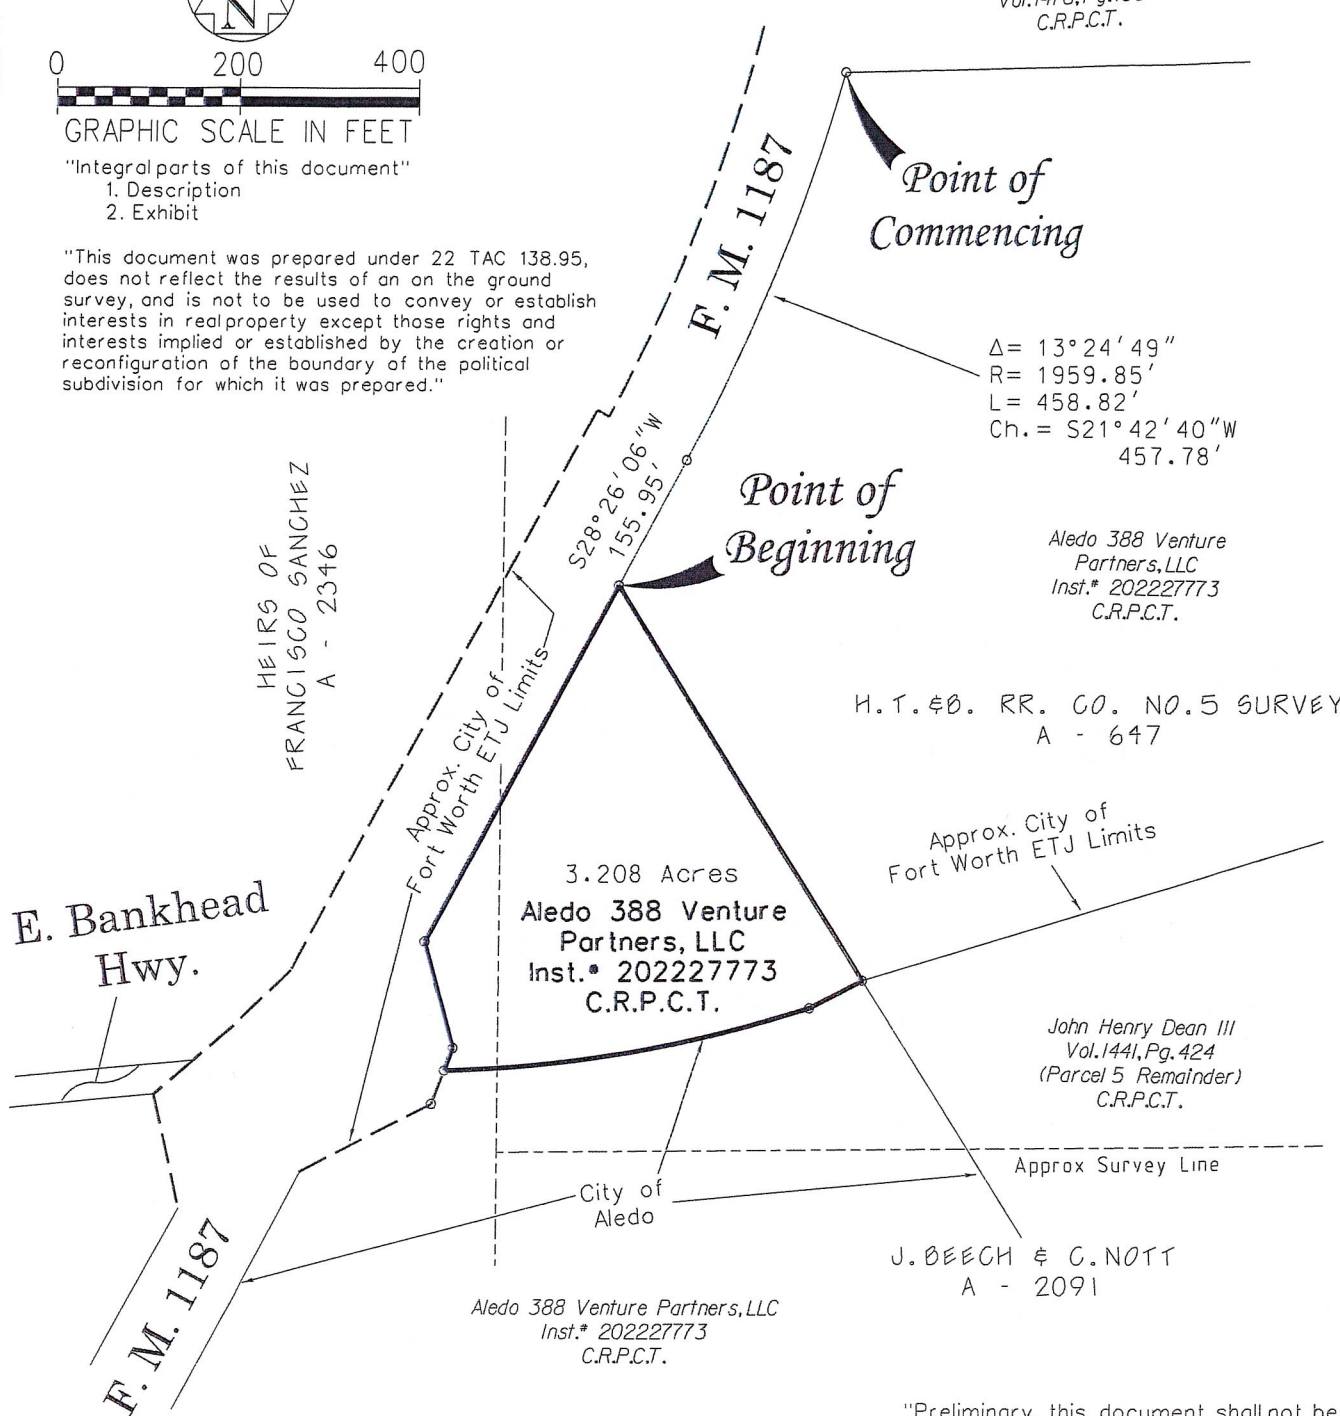 N
0 200 400
GRAPHIC SCALE IN FEET
"Integral parts of this document"
1. Description
2. Exhibit
"This document was prepared under 22 TAC 138.95,
does not reflect the results of an on the ground
survey, and is not to be used to convey or establish
interests in real property except those rights and
interests implied or established by the creation or
reconfiguration of the boundary of the political
subdivision for which it was prepared."
C.R.P.C.T.
F. M. 1187
Point of
Commencing
Δ= 13°24'49"
R= 1959.85'
L= 458.82'
Ch.= S21°42'40"W
457.78'
S28°26'06"W
155.95'
Point of
Beginning
Aledo 388 Venture
Partners, LLC
Inst.# 202227773
C.R.P.C.T.
HEIRS OF
FRANCISCO SANCHEZ
A - 2346
H.T.&B. RR. CO. NO.5 SURVEY
A - 647
Approx. City of
Fort Worth ETJ Limits
Approx. City of
Fort Worth ETJ Limits
3.208 Acres
Aledo 388 Venture
Partners, LLC
Inst.# 202227773
C.R.P.C.T.
E. Bankhead
Hwy.
John Henry Dean III
Vol.1441, Pg.424
(Parcel 5 Remainder)
C.R.P.C.T.
Approx Survey Line
City of
Aledo
J. BEECH & C. NOTT
A - 2091
F. M. 1187
Aledo 388 Venture Partners, LLC
Inst.# 202227773
C.R.P.C.T.
"Preliminary, this document shall not be